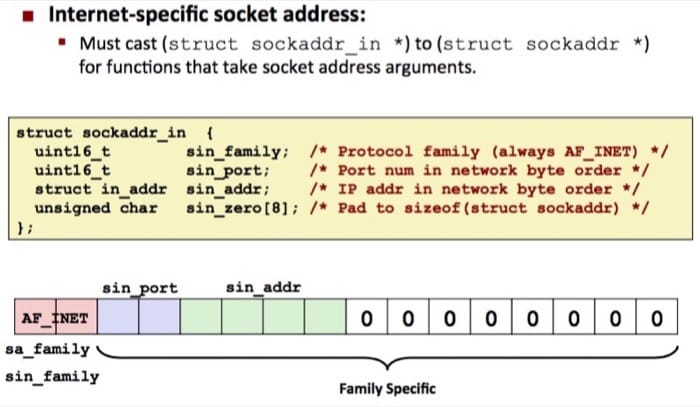 Internet-specific socket address:
Must cast (struct sockaddr_in *) to (struct sockaddr *)
for functions that take socket address arguments.
struct sockaddr_in {
uint16_t sin_family; /* Protocol family (always AF_INET) */
uint16_t sin_port; /* Port num in network byte order */
struct in_addr sin_addr; /* IP addr in network byte order */
unsigned char sin_zero[8]; /* Pad to sizeof(struct sockaddr) */
};
sin_port sin_addr
AF_INET 0 0 0 0 0 0 0 0
sa_family
sin_family
Family Specific